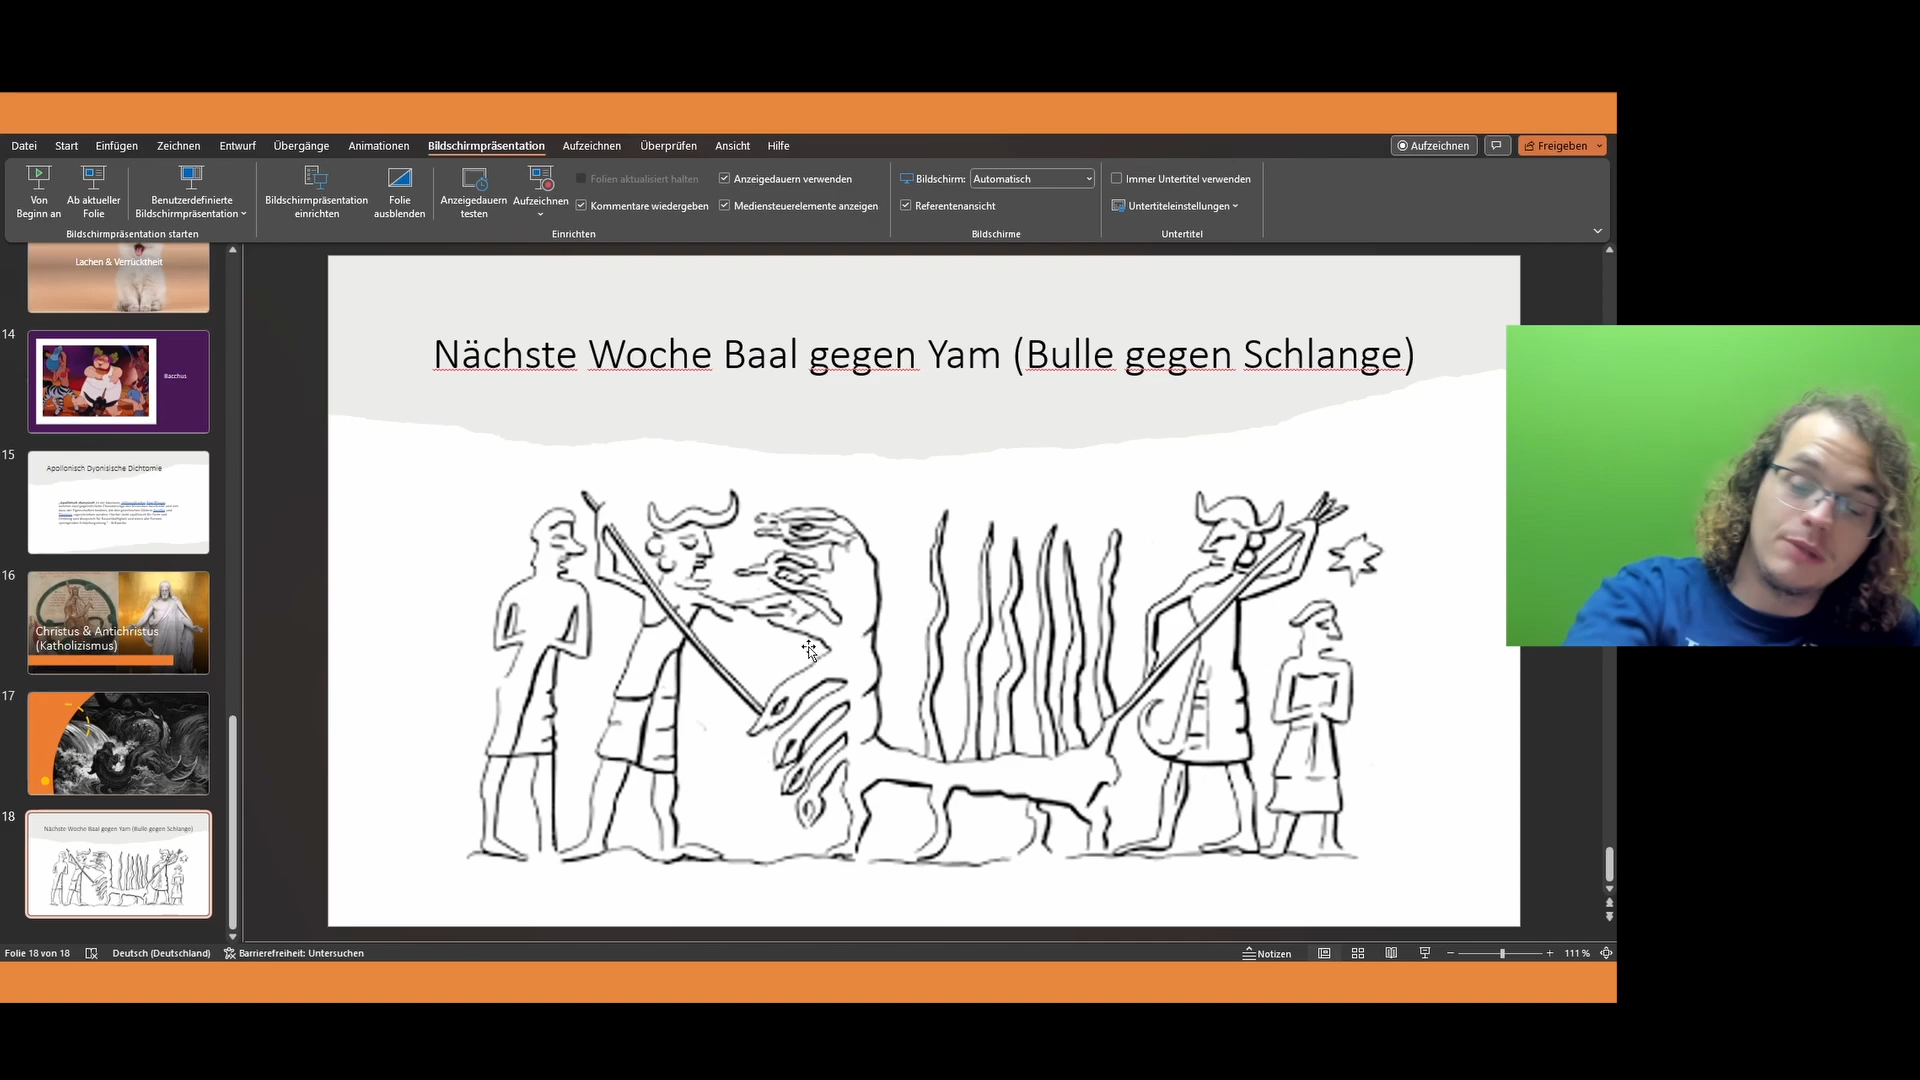 Datei Start Einfügen Zeichnen Entwurf Übergänge Animationen Bildschirmpräsentation Aufzeichnen Überprüfen Ansicht Hilfe
Aufzeichnen
Freigeben
Von
Beginn an
Ab aktueller
Folie
Benutzerdefinierte
Bildschirmpräsentation
Bildschirmpräsentation starten
Bildschirmpräsentation
einrichten
Folie
ausblenden
Anzeigedauern
testen
Aufzeichnen
Folien aktualisiert halten
Kommentare wiedergeben
Anzeigedauern verwenden
Mediensteuerelemente anzeigen
Einrichten
Bildschirm: Automatisch
Referentenansicht
Bildschirme
Immer Untertitel verwenden
Untertiteleinstellungen
Untertitel
Lachen & Verrücktheit
14
Bacchus
15
Apollonisch Dyonisische Dichtomie
16
Christus & Antichristus
(Katholizismus)
17
18
Nächste Woche Baal gegen Yam (Bulle gegen Schlange)
Nächste Woche Baal gegen Yam (Bulle gegen Schlange)
Folie 18 von 18
Deutsch (Deutschland)
Barrierefreiheit: Untersuchen
Notizen
111 %